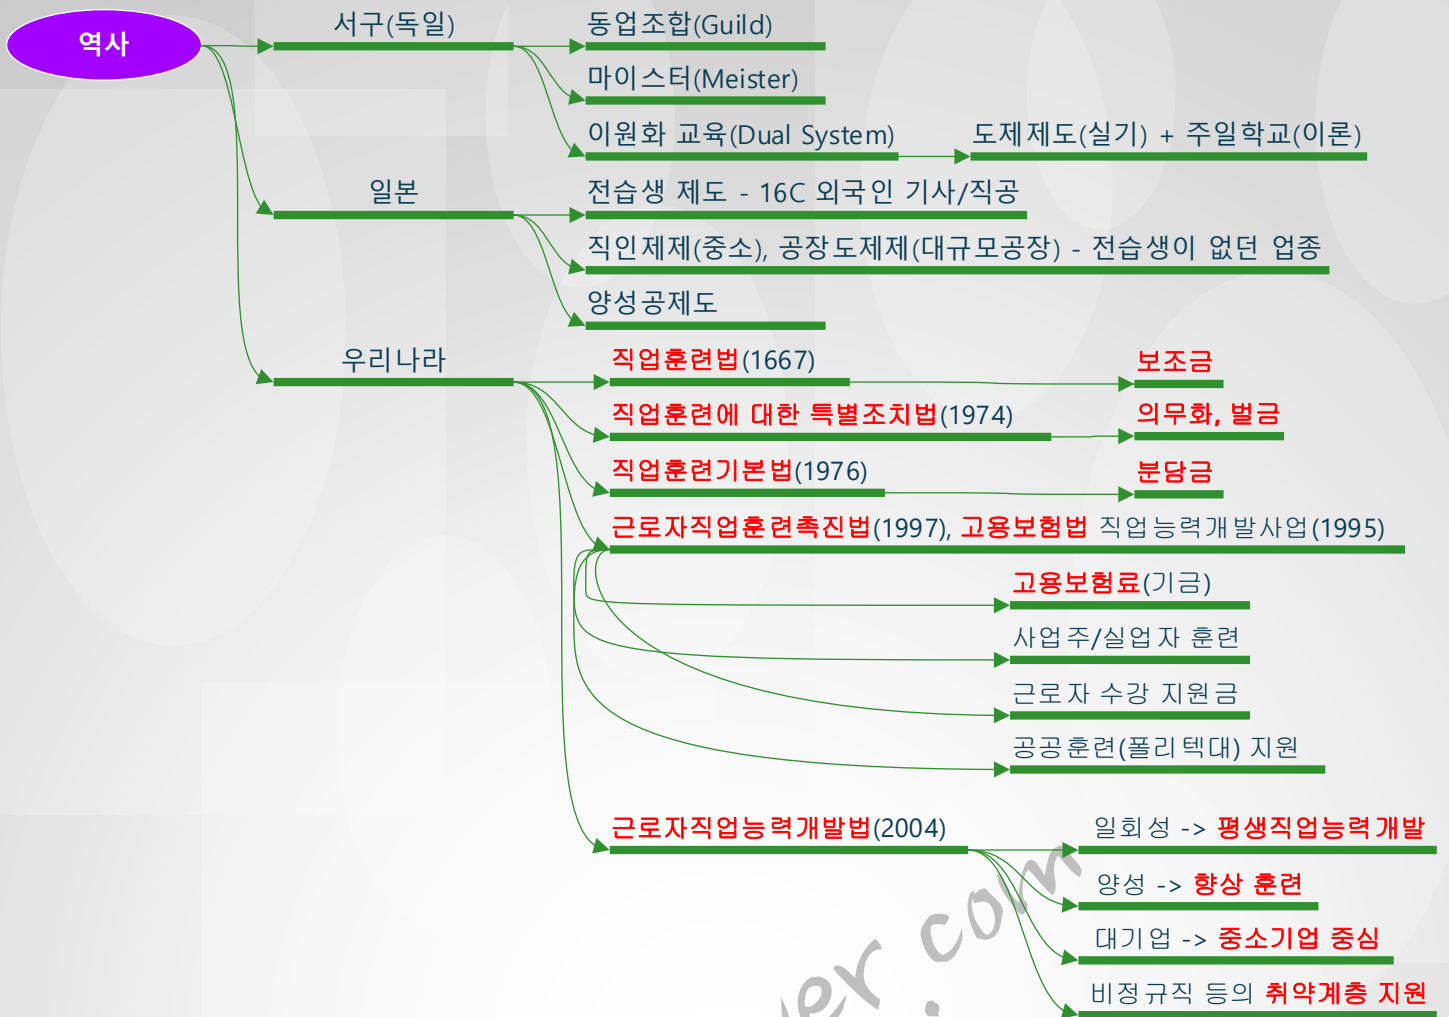 역사
서구(독일)
동업조합(Guild)
마이스터(Meister)
이원화 교육(Dual System)
도제제도(실기) + 주일학교(이론)
일본
전습생 제도 - 16C 외국인 기사/직공
직인제제(중소), 공장도제제(대규모공장) - 전습생이 없던 업종
양성공제도
우리나라
직업훈련법(1667)
보조금
직업훈련에 대한 특별조치법(1974)
의무화, 벌금
직업훈련기본법(1976)
분담금
근로자직업훈련촉진법(1997), 고용보험법 직업능력개발사업(1995)
고용보험료(기금)
사업주/실업자 훈련
근로자 수강 지원금
공공훈련(폴리텍대) 지원
근로자직업능력개발법(2004)
일회성 -> 평생직업능력개발
양성 -> 향상 훈련
대기업 -> 중소기업 중심
비정규직 등의 취약계층 지원